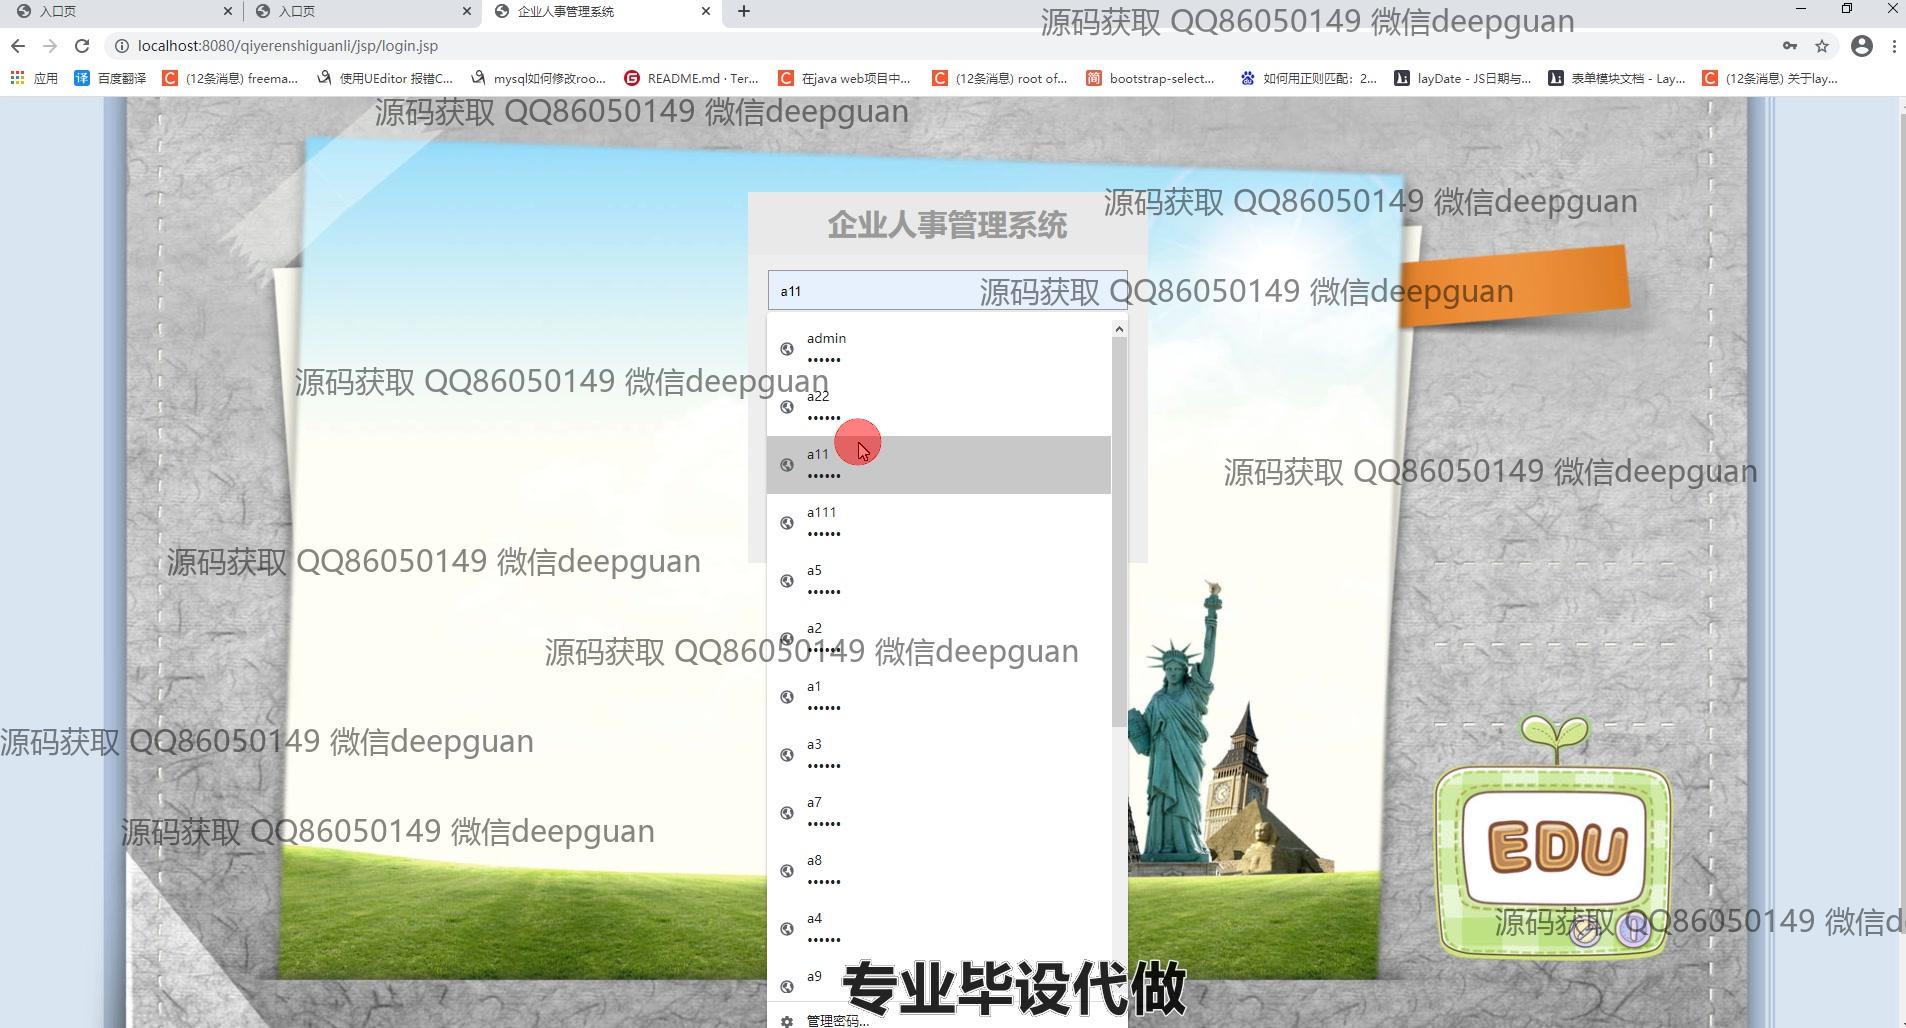 入口页
入口页
企业人事管理系统
源码获取 QQ86050149 微信deepguan
localhost:8080/qiyerenshiguanli/jsp/login.jsp
应用
译 百度翻译
C (12条消息) freema...
使用UEditor 报错C...
mysql如何修改roo...
G README.md · Ter...
C 在java web项目中...
C (12条消息) root of...
简 bootstrap-select...
如何用正则匹配：2...
layDate - JS日期与...
表单模块文档 - Lay...
C (12条消息) 关于lay...
源码获取 QQ86050149 微信deepguan
源码获取 QQ86050149 微信deepguan
企业人事管理系统
a11
源码获取 QQ86050149 微信deepguan
admin
••••••
源码获取 QQ86050149 微信deepguan
a22
••••••
a11
••••••
源码获取 QQ86050149 微信deepguan
a111
••••••
源码获取 QQ86050149 微信deepguan
a5
••••••
a2
••••••
源码获取 QQ86050149 微信deepguan
a1
••••••
源码获取 QQ86050149 微信deepguan
a3
••••••
a7
••••••
源码获取 QQ86050149 微信deepguan
EDU
a8
••••••
a4
••••••
源码获取 QQ86050149 微信d
a9
专业毕设代做
管理密码...